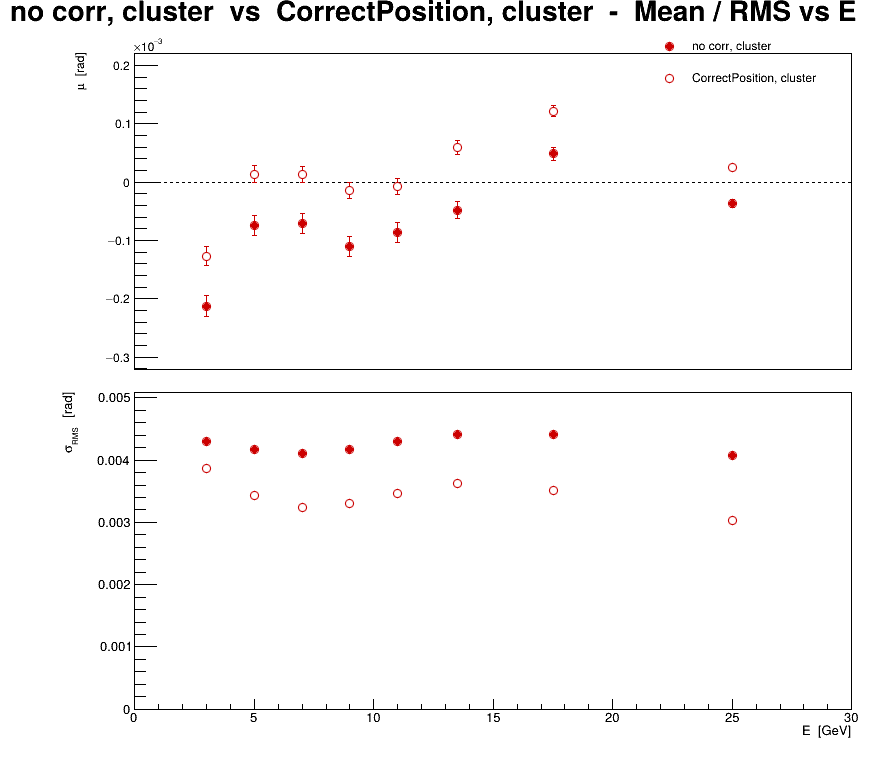 no corr, cluster vs CorrectPosition, cluster - Mean / RMS vs E
×10⁻³
μ [rad]
no corr, cluster
CorrectPosition, cluster
0.2
0.1
0
−0.1
−0.2
−0.3
σRMS [rad]
0.005
0.004
0.003
0.002
0.001
0
0 5 10 15 20 25 30
E [GeV]